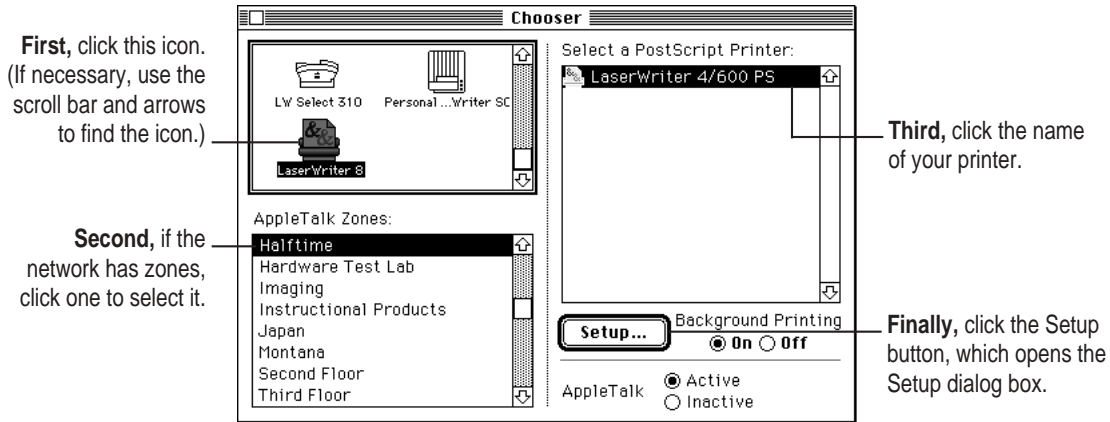 Chooser
First, click this icon.
(If necessary, use the
scroll bar and arrows
to find the icon.)
LW Select 310
Personal ...Writer SC
LaserWriter 8
Second, if the
network has zones,
click one to select it.
AppleTalk Zones:
Halftime
Hardware Test Lab
Imaging
Instructional Products
Japan
Montana
Second Floor
Third Floor
Select a PostScript Printer:
LaserWriter 4/600 PS
Third, click the name
of your printer.
Setup...
Background Printing
On Off
Finally, click the Setup
button, which opens the
Setup dialog box.
AppleTalk
Active
Inactive